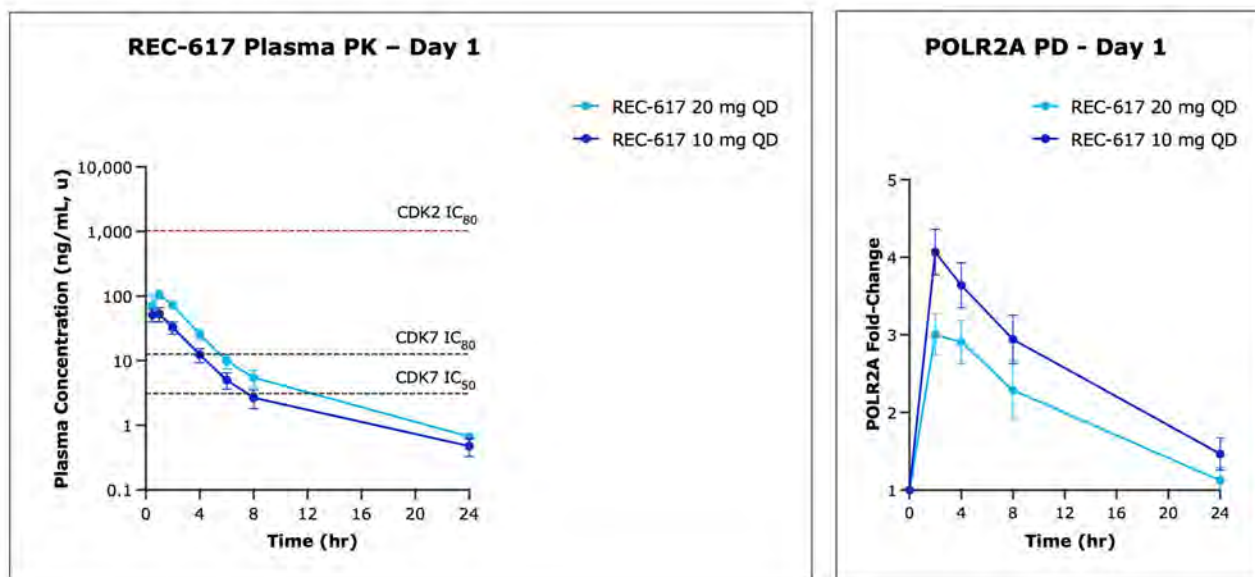 REC-617 Plasma PK – Day 1
REC-617 20 mg QD
REC-617 10 mg QD
Plasma Concentration (ng/mL, u)
10,000
1,000
100
10
1
0.1
CDK2 IC80
CDK7 IC80
CDK7 IC50
0 4 8 12 16 20 24
Time (hr)
POLR2A PD - Day 1
REC-617 20 mg QD
REC-617 10 mg QD
POLR2A Fold-Change
5
4
3
2
1
0 4 8 12 16 20 24
Time (hr)